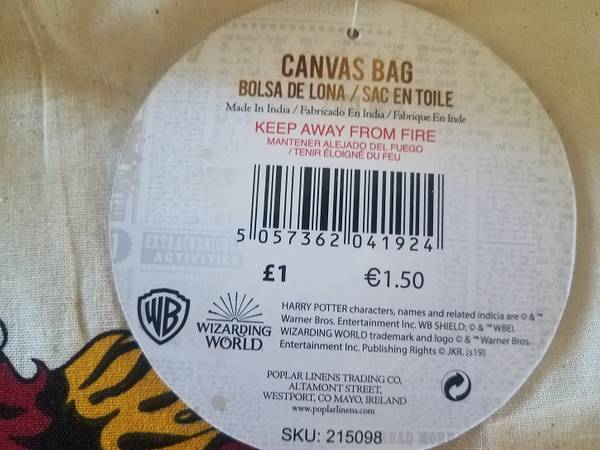 INFORMATION
CANVAS BAG
BOLSA DE LONA / SAC EN TOILE
Made In India / Fabricado En India / Fabrique En Inde
KEEP AWAY FROM FIRE
MANTENER ALEJADO DEL FUEGO
/ TENIR ÉLOIGNÉ DU FEU
5 057362 041924
£1 €1.50
WB
WIZARDING
WORLD
HARRY POTTER characters, names and related indicia are © & ™
Warner Bros. Entertainment Inc. WB SHIELD: © & ™ WBEI.
WIZARDING WORLD trademark and logo © & ™ Warner Bros.
Entertainment Inc. Publishing Rights © JKR. (s19)
POPLAR LINENS TRADING CO,
ALTAMONT STREET,
WESTPORT, CO MAYO, IRELAND
www.poplarlinens.com
SKU: 215098
ACTIVITIES
READ MORE